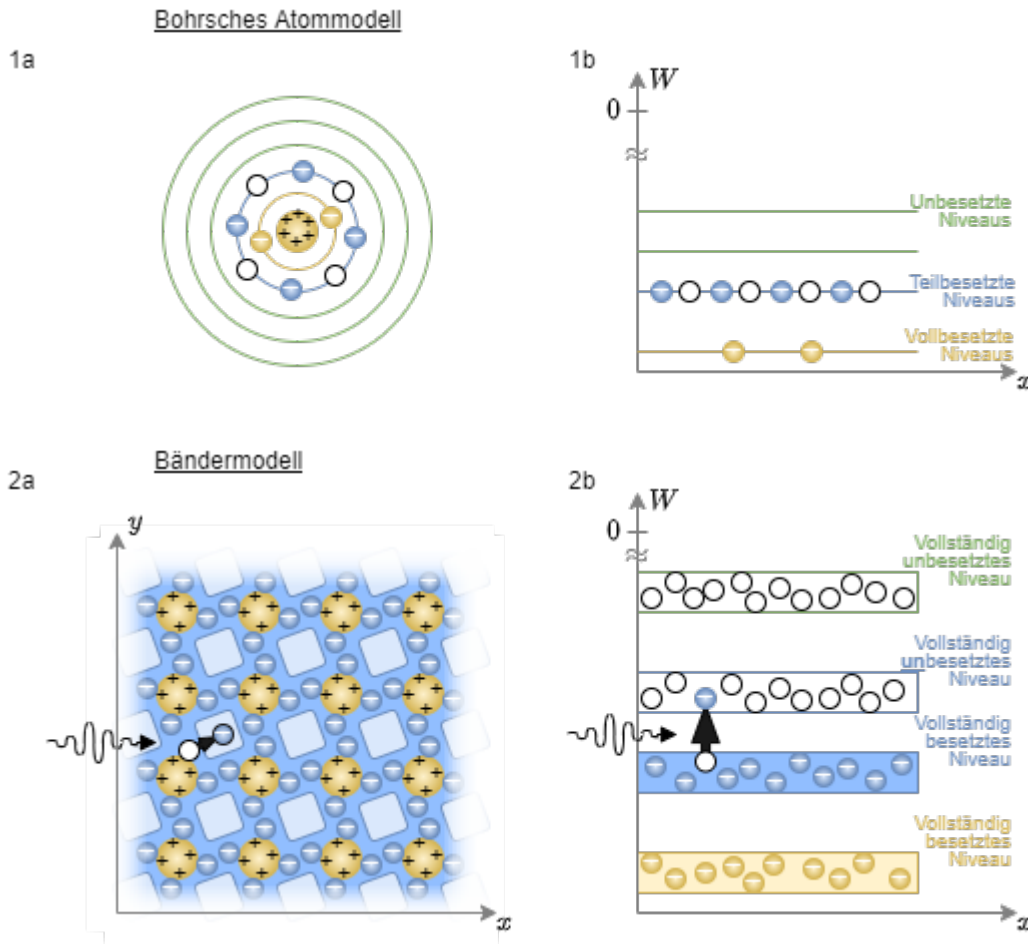 Bohrsches Atommodell
1a
1b
W
0
Unbesetzte
Niveaus
Teilbesetzte
Niveaus
Vollbesetzte
Niveaus
x
Bändermodell
2a
2b
y
W
0
Vollständig
unbesetztes
Niveau
Vollständig
unbesetztes
Niveau
Vollständig
besetztes
Niveau
Vollständig
besetztes
Niveau
x
x